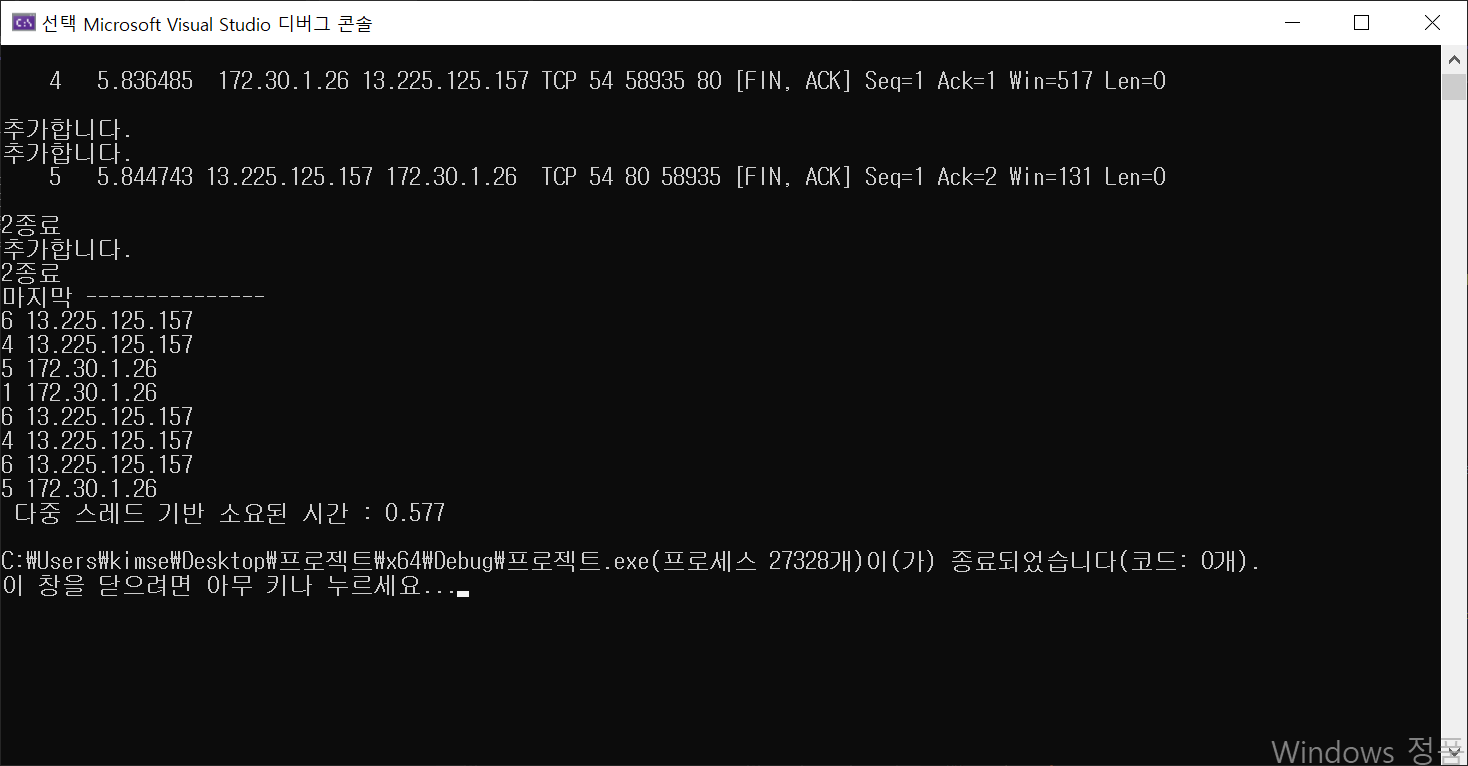 선택 Microsoft Visual Studio 디버그 콘솔
4 5.836485 172.30.1.26 13.225.125.157 TCP 54 58935 80 [FIN, ACK] Seq=1 Ack=1 Win=517 Len=0
추가합니다.
추가합니다.
5 5.844743 13.225.125.157 172.30.1.26 TCP 54 80 58935 [FIN, ACK] Seq=1 Ack=2 Win=131 Len=0
2종료
추가합니다.
2종료
마지막 ---------------
6 13.225.125.157
4 13.225.125.157
5 172.30.1.26
1 172.30.1.26
6 13.225.125.157
4 13.225.125.157
6 13.225.125.157
5 172.30.1.26
다중 스레드 기반 소요된 시간 : 0.577
C:₩Users₩kimse₩Desktop₩프로젝트₩x64₩Debug₩프로젝트.exe(프로세스 27328개)이(가) 종료되었습니다(코드: 0개).
이 창을 닫으려면 아무 키나 누르세요...
Windows 정품